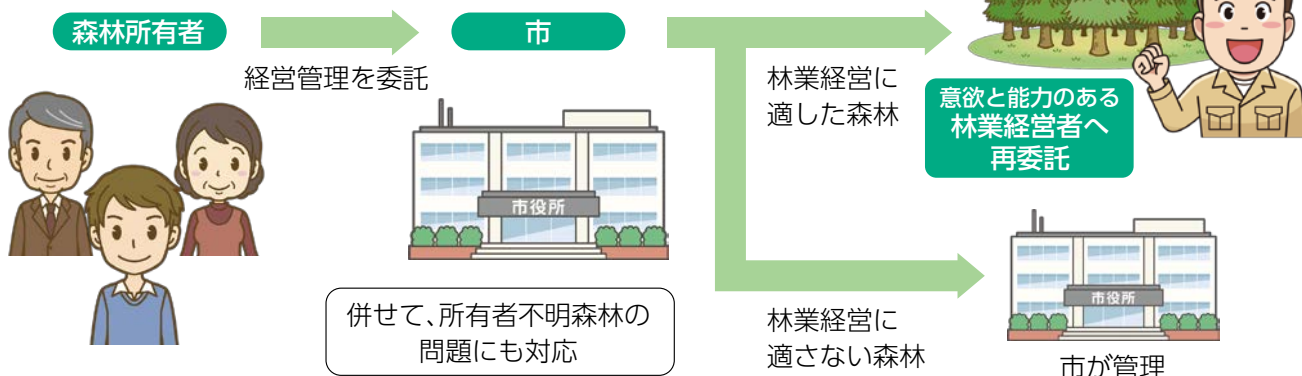 森林所有者
経営管理を委託
市
市役所
併せて、所有者不明森林の
問題にも対応
林業経営に
適した森林
意欲と能力のある
林業経営者へ
再委託
林業経営に
適さない森林
市役所
市が管理